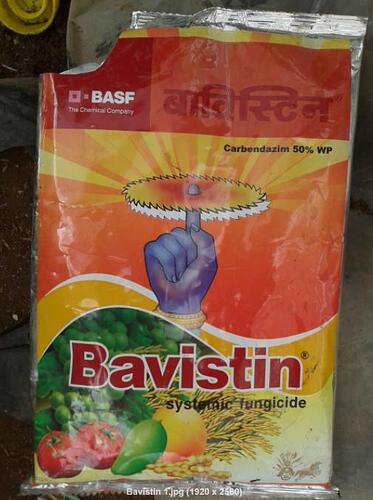 BASF
The Chemical Company
बाविस्टिन
Carbendazim 50% WP
Bavistin®
systemic fungicide
Bavistin 1.jpg (1920 x 2560)